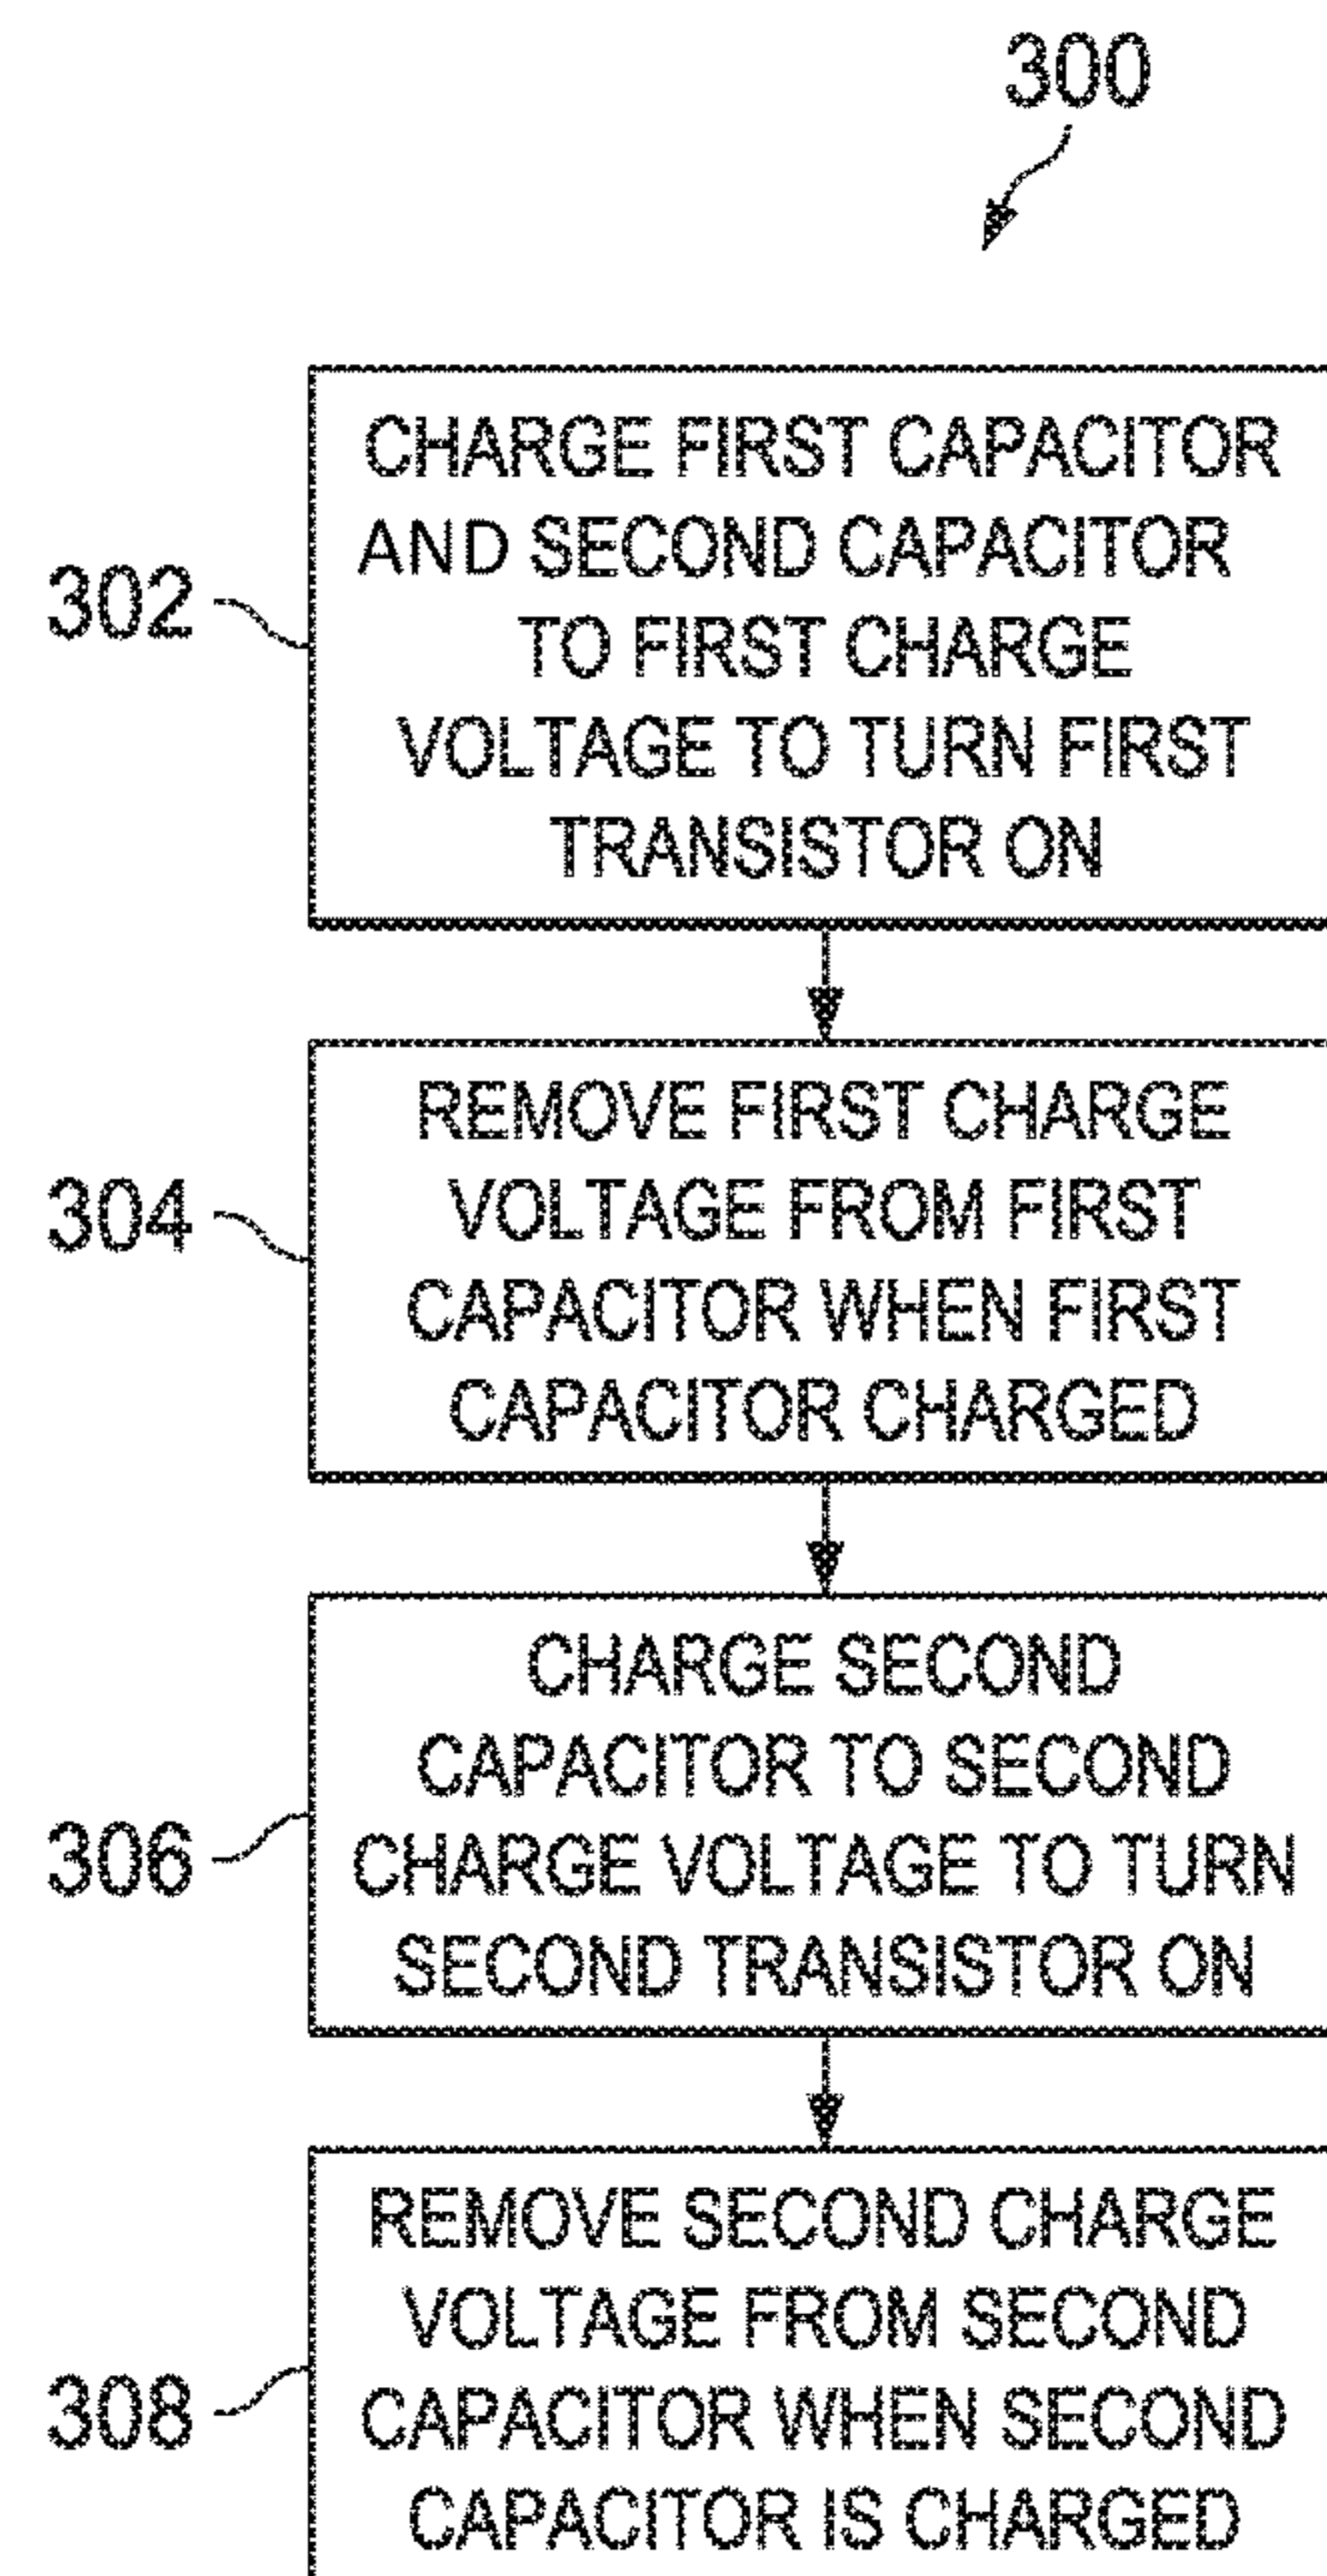 300
302
CHARGE FIRST CAPACITOR
AND SECOND CAPACITOR
TO FIRST CHARGE
VOLTAGE TO TURN FIRST
TRANSISTOR ON
304
REMOVE FIRST CHARGE
VOLTAGE FROM FIRST
CAPACITOR WHEN FIRST
CAPACITOR CHARGED
306
CHARGE SECOND
CAPACITOR TO SECOND
CHARGE VOLTAGE TO TURN
SECOND TRANSISTOR ON
308
REMOVE SECOND CHARGE
VOLTAGE FROM SECOND
CAPACITOR WHEN SECOND
CAPACITOR IS CHARGED